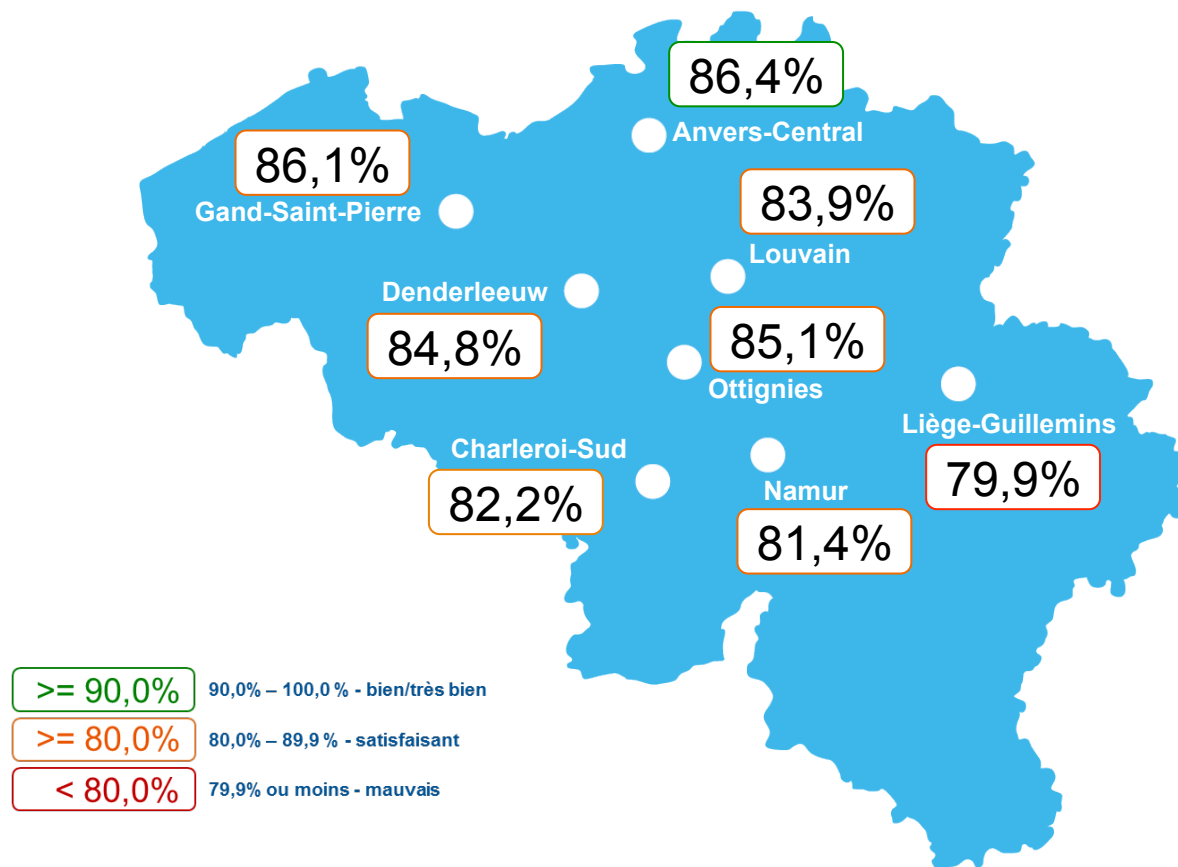 86,4%
Anvers-Central
86,1%
Gand-Saint-Pierre
83,9%
Louvain
Denderleeuw
84,8%
85,1%
Ottignies
Liège-Guillemins
79,9%
Charleroi-Sud
82,2%
Namur
81,4%
>= 90,0% 90,0% – 100,0 % - bien/très bien
>= 80,0% 80,0% – 89,9 % - satisfaisant
< 80,0% 79,9% ou moins - mauvais